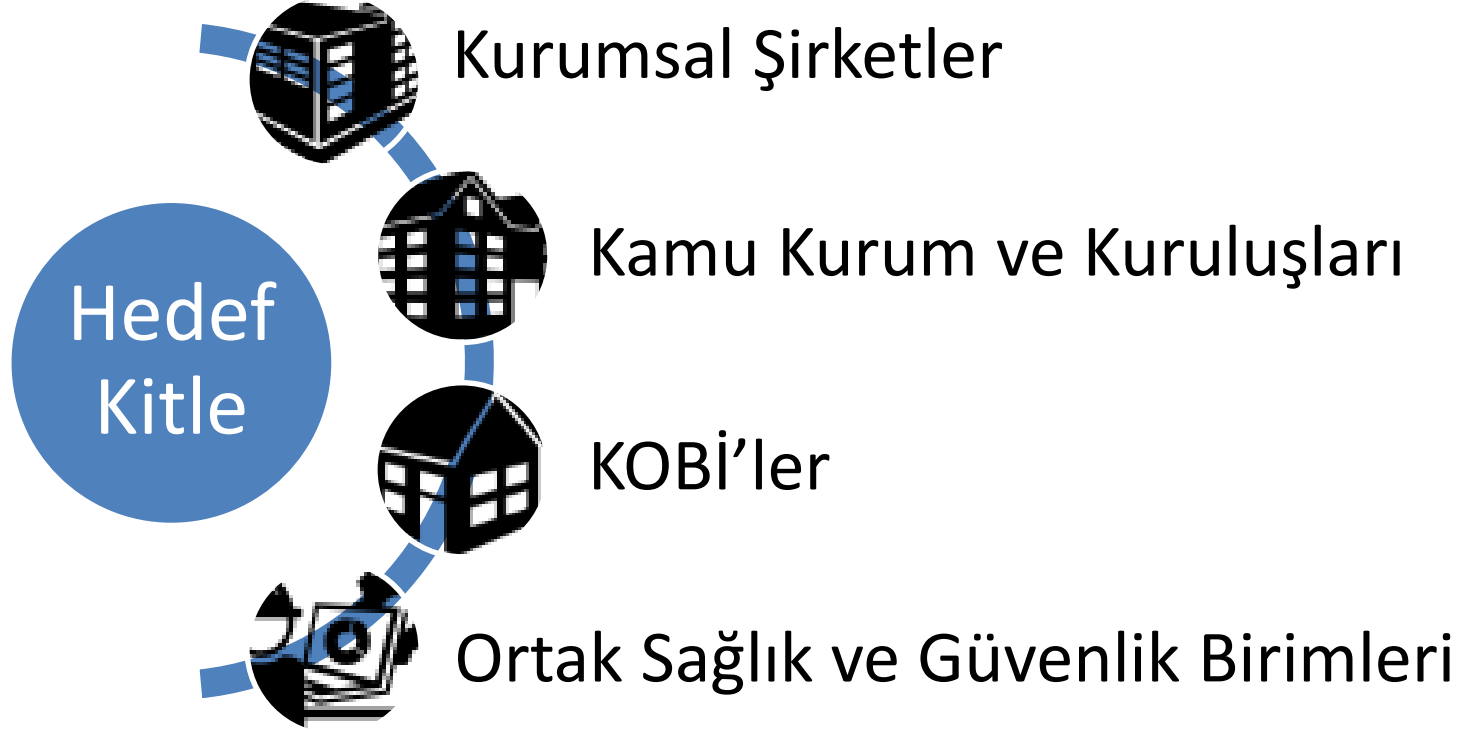 Hedef
Kitle
Kurumsal Şirketler
Kamu Kurum ve Kuruluşları
KOBİ’ler
Ortak Sağlık ve Güvenlik Birimleri